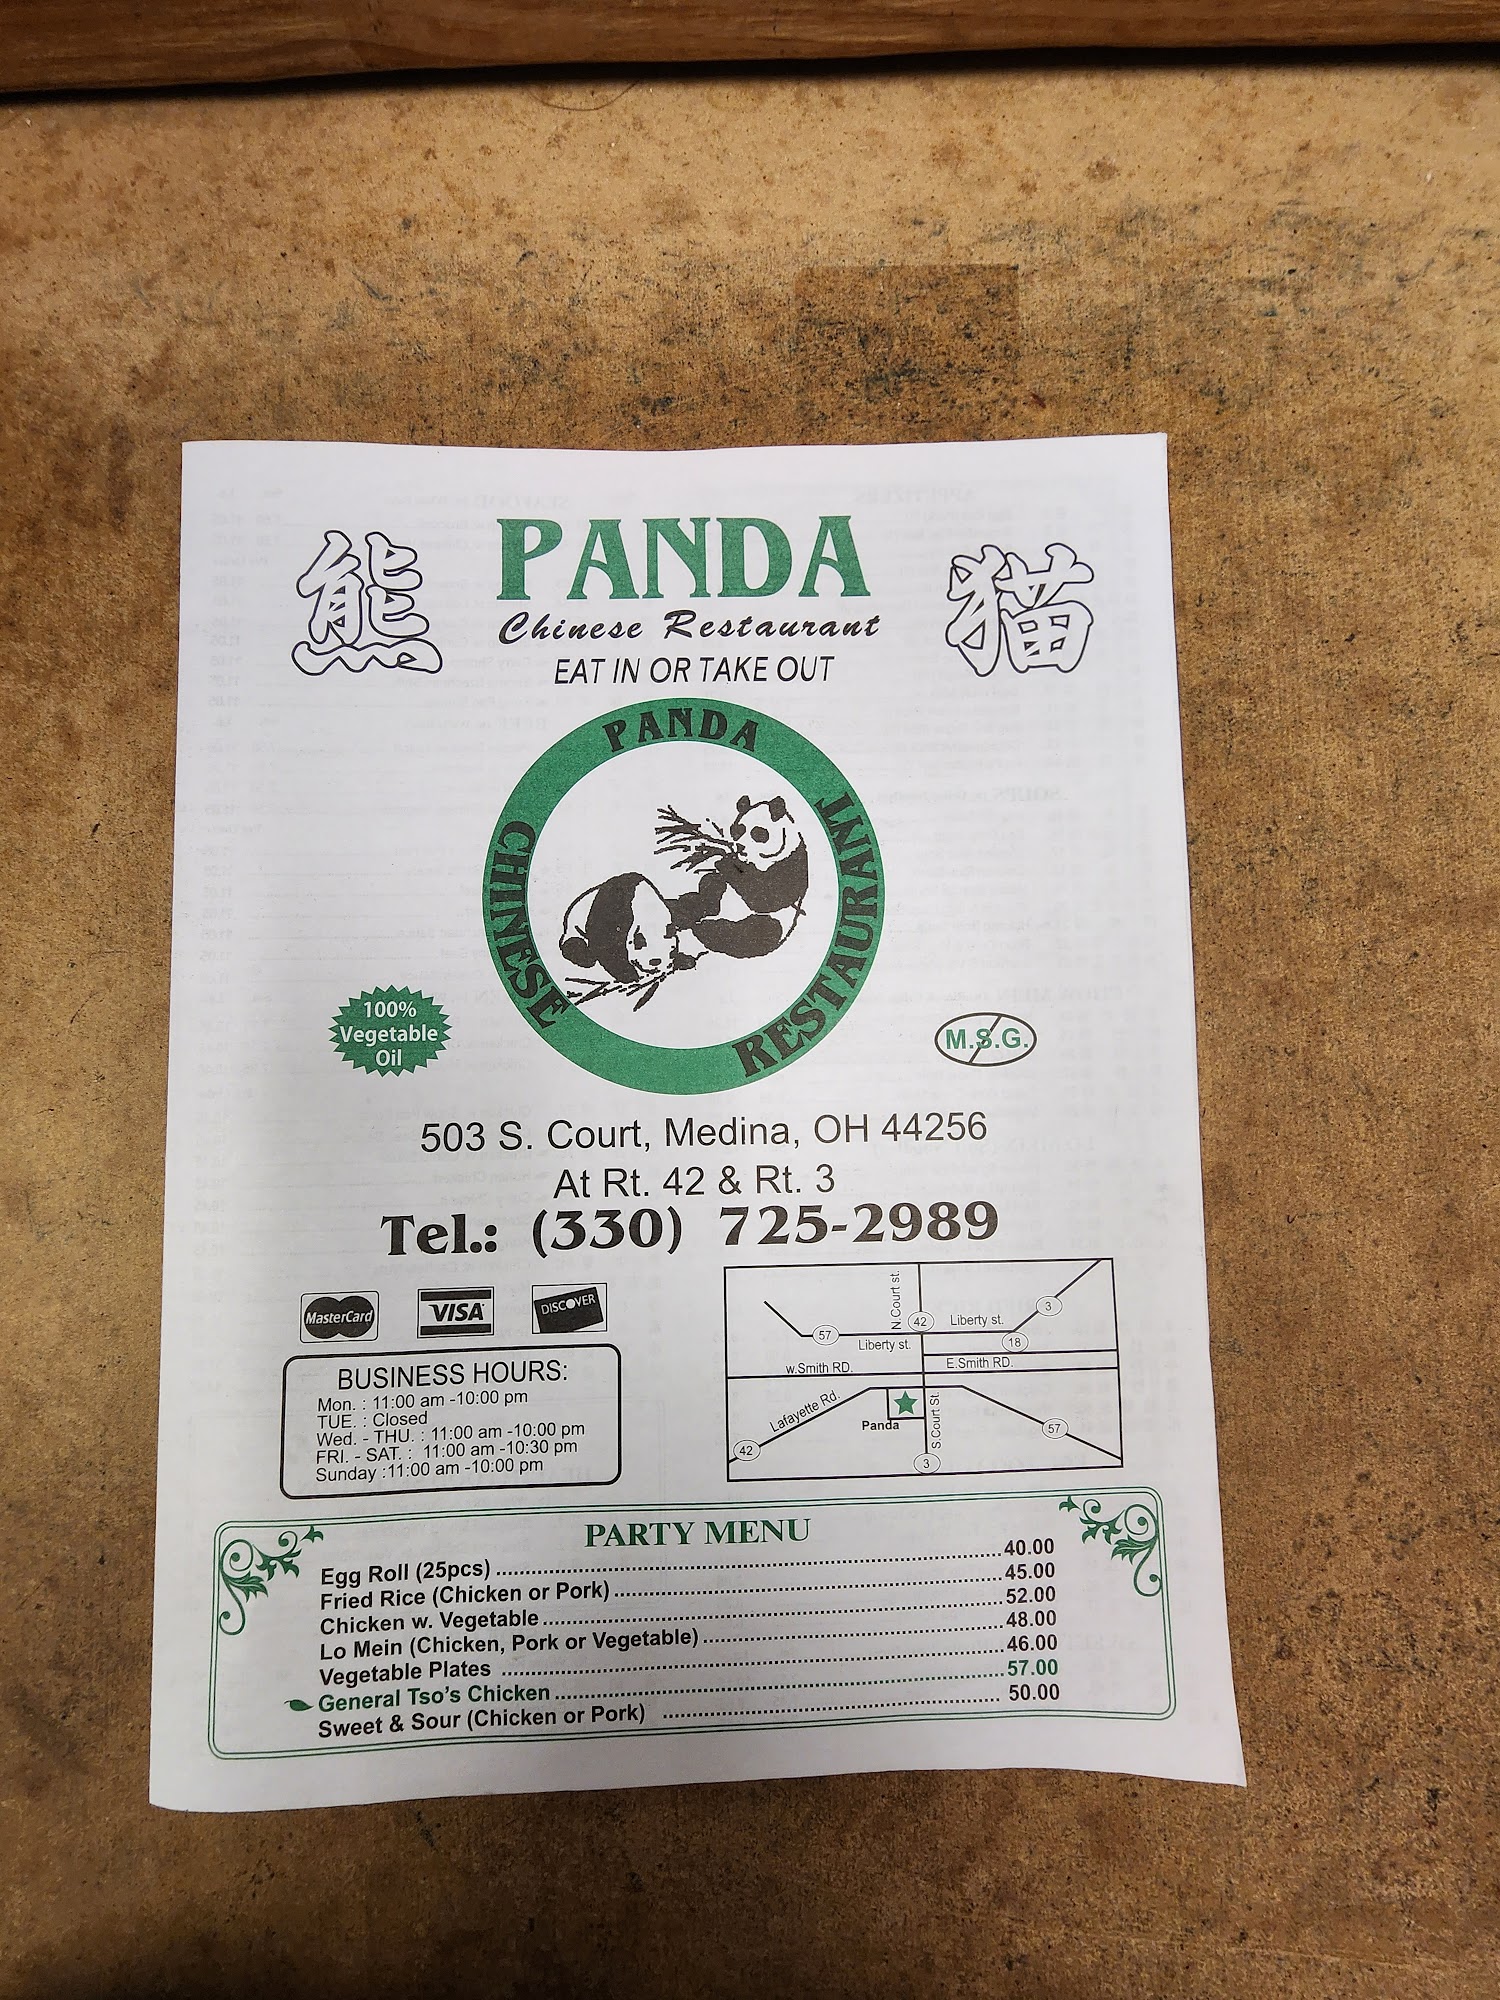 熊 PANDA 猫
Chinese Restaurant
EAT IN OR TAKE OUT
PANDA
CHINESE RESTAURANT
100%
Vegetable
Oil
M.S.G.
503 S. Court, Medina, OH 44256
At Rt. 42 & Rt. 3
Tel.: (330) 725-2989
MasterCard VISA DISCOVER
BUSINESS HOURS:
Mon. : 11:00 am -10:00 pm
TUE. : Closed
Wed. - THU. : 11:00 am -10:00 pm
FRI. - SAT. : 11:00 am -10:30 pm
Sunday :11:00 am -10:00 pm
N.Court st.
42
3
Liberty st.
57
Liberty st.
18
w.Smith RD.
E.Smith RD.
Lafayette Rd.
Panda
S.Court St.
57
42
3
PARTY MENU
Egg Roll (25pcs) 40.00
Fried Rice (Chicken or Pork) 45.00
Chicken w. Vegetable 52.00
Lo Mein (Chicken, Pork or Vegetable) 48.00
Vegetable Plates 46.00
General Tso's Chicken 57.00
Sweet & Sour (Chicken or Pork) 50.00